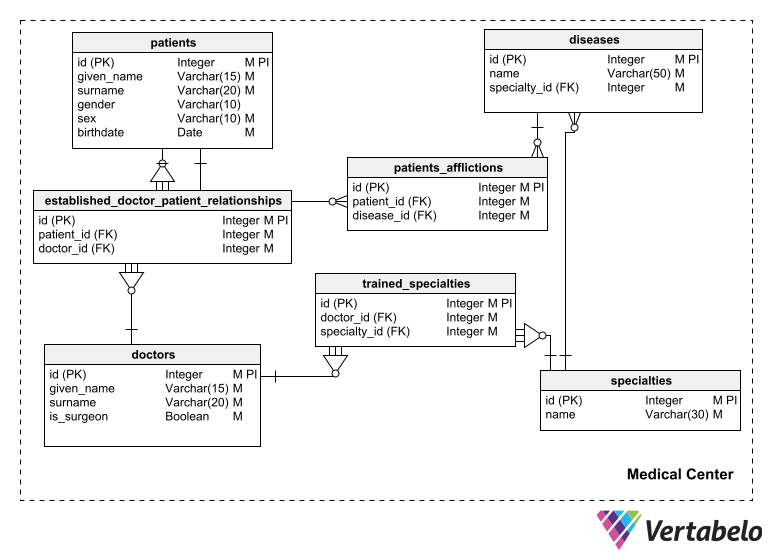 patients
id (PK) Integer M PI
given_name Varchar(15) M
surname Varchar(20) M
gender Varchar(10)
sex Varchar(10) M
birthdate Date M
diseases
id (PK) Integer M PI
name Varchar(50) M
specialty_id (FK) Integer M
patients_afflictions
id (PK) Integer M PI
patient_id (FK) Integer M
disease_id (FK) Integer M
established_doctor_patient_relationships
id (PK) Integer M PI
patient_id (FK) Integer M
doctor_id (FK) Integer M
trained_specialties
id (PK) Integer M PI
doctor_id (FK) Integer M
specialty_id (FK) Integer M
doctors
id (PK) Integer M PI
given_name Varchar(15) M
surname Varchar(20) M
is_surgeon Boolean M
specialties
id (PK) Integer M PI
name Varchar(30) M
Medical Center
Vertabelo